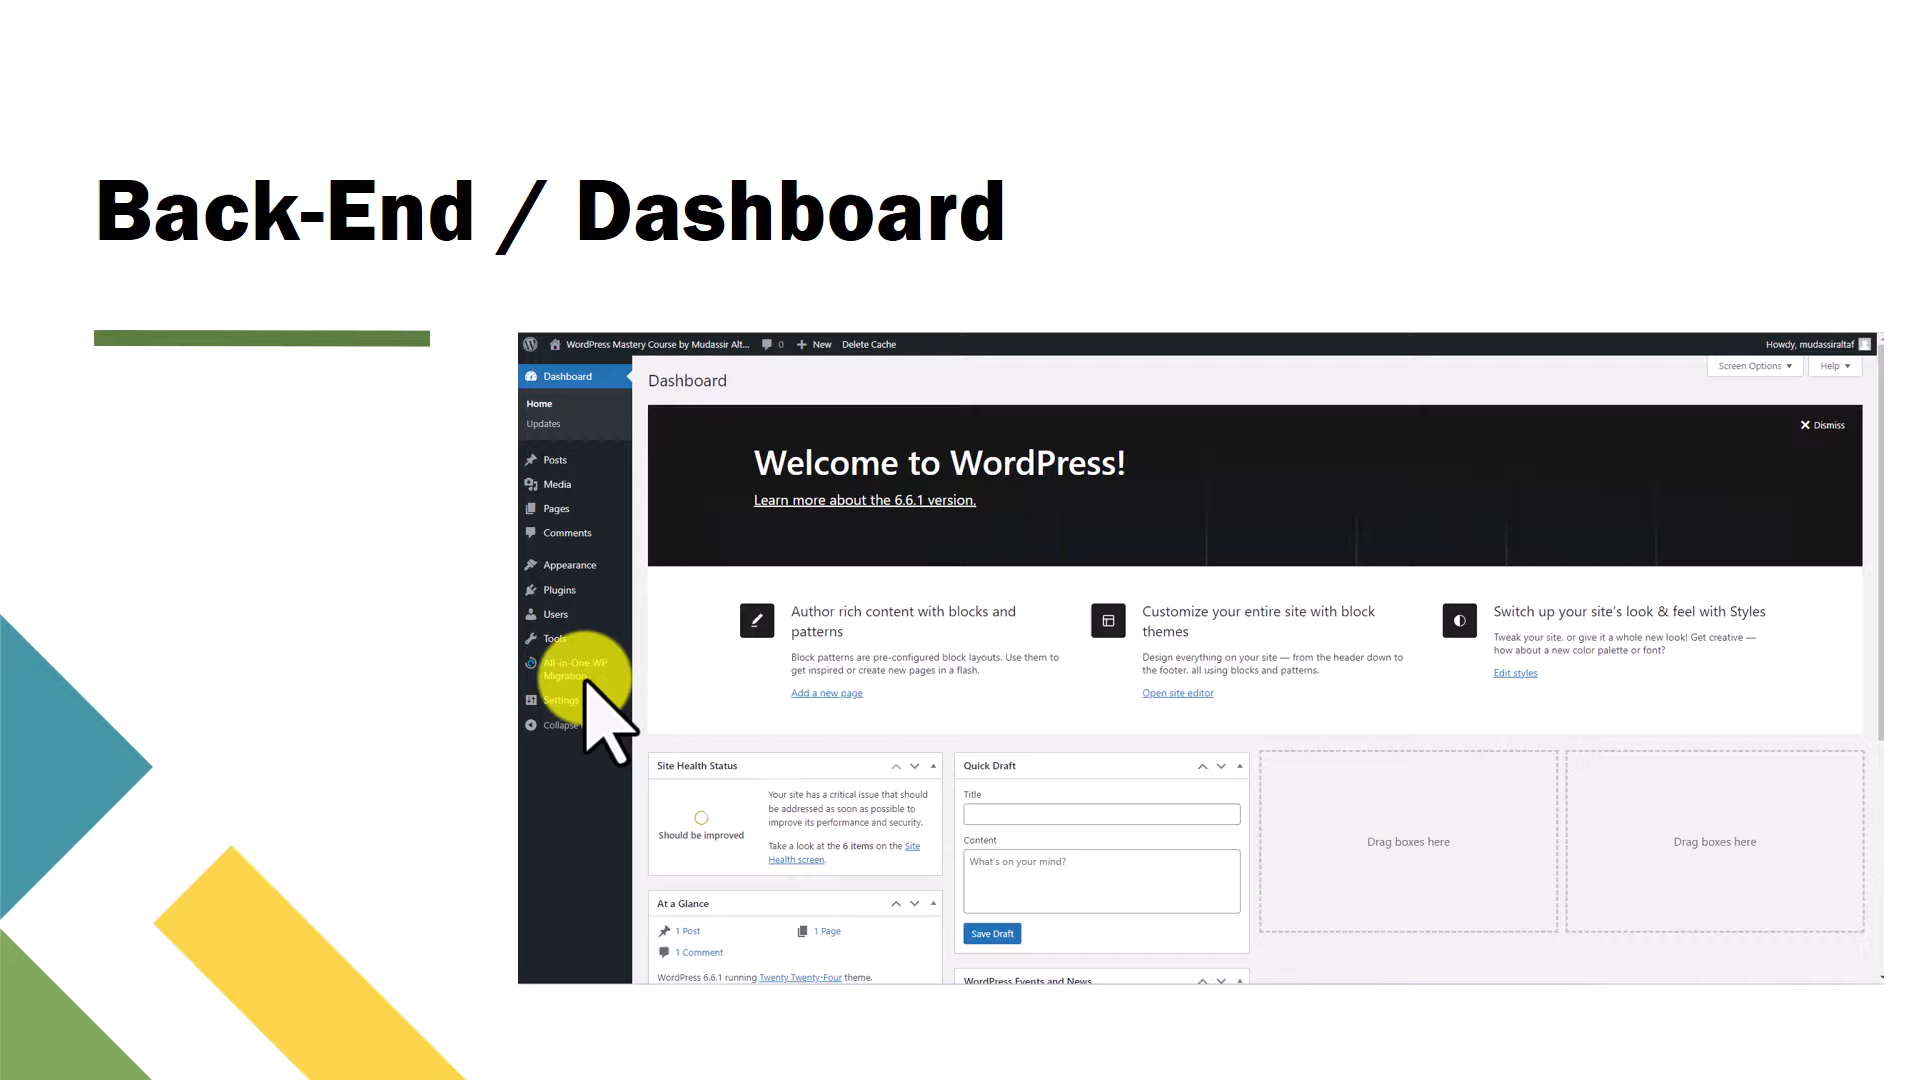 Back-End / Dashboard
WordPress Mastery Course by Mudassir Alt... 0 New Delete Cache Howdy, mudassiraltaf
Dashboard
Home
Updates
Posts
Media
Pages
Comments
Appearance
Plugins
Users
Tools
All-in-One WP
Migration
Settings
Collapse
Dashboard
Screen Options
Help
Dismiss
Welcome to WordPress!
Learn more about the 6.6.1 version.
Author rich content with blocks and
patterns
Block patterns are pre-configured block layouts. Use them to
get inspired or create new pages in a flash.
Add a new page
Customize your entire site with block
themes
Design everything on your site — from the header down to
the footer, all using blocks and patterns.
Open site editor
Switch up your site's look & feel with Styles
Tweak your site, or give it a whole new look! Get creative —
how about a new color palette or font?
Edit styles
Site Health Status
Should be improved
Your site has a critical issue that should
be addressed as soon as possible to
improve its performance and security.
Take a look at the 6 items on the Site
Health screen.
At a Glance
1 Post
1 Page
1 Comment
WordPress 6.6.1 running Twenty Twenty-Four theme.
Quick Draft
Title
Content
What's on your mind?
Save Draft
WordPress Events and News
Drag boxes here
Drag boxes here